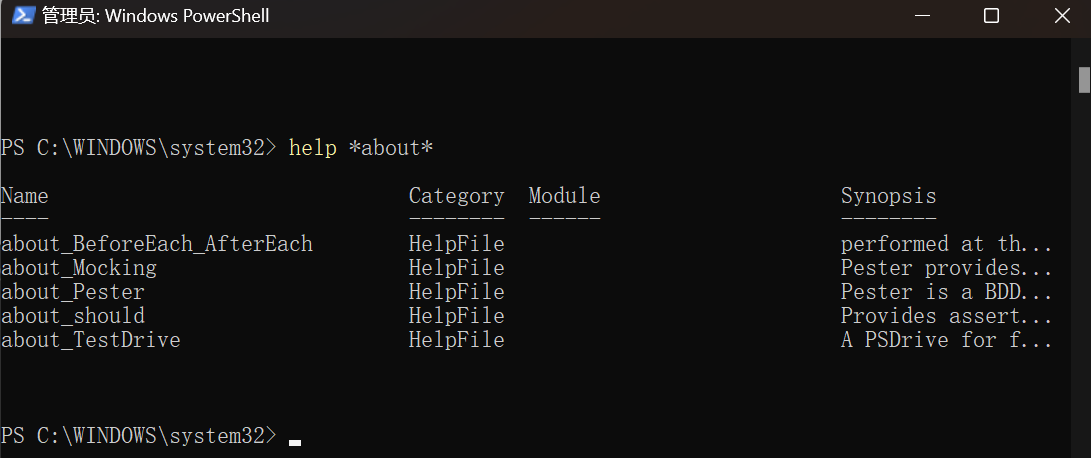 管理员: Windows PowerShell
PS C:\WINDOWS\system32> help *about*
Name                              Category  Module                    Synopsis
----                              --------  ------                    --------
about_BeforeEach_AfterEach        HelpFile                            performed at th...
about_Mocking                     HelpFile                            Pester provides...
about_Pester                      HelpFile                            Pester is a BDD...
about_should                      HelpFile                            Provides assert...
about_TestDrive                   HelpFile                            A PSDrive for f...
PS C:\WINDOWS\system32>